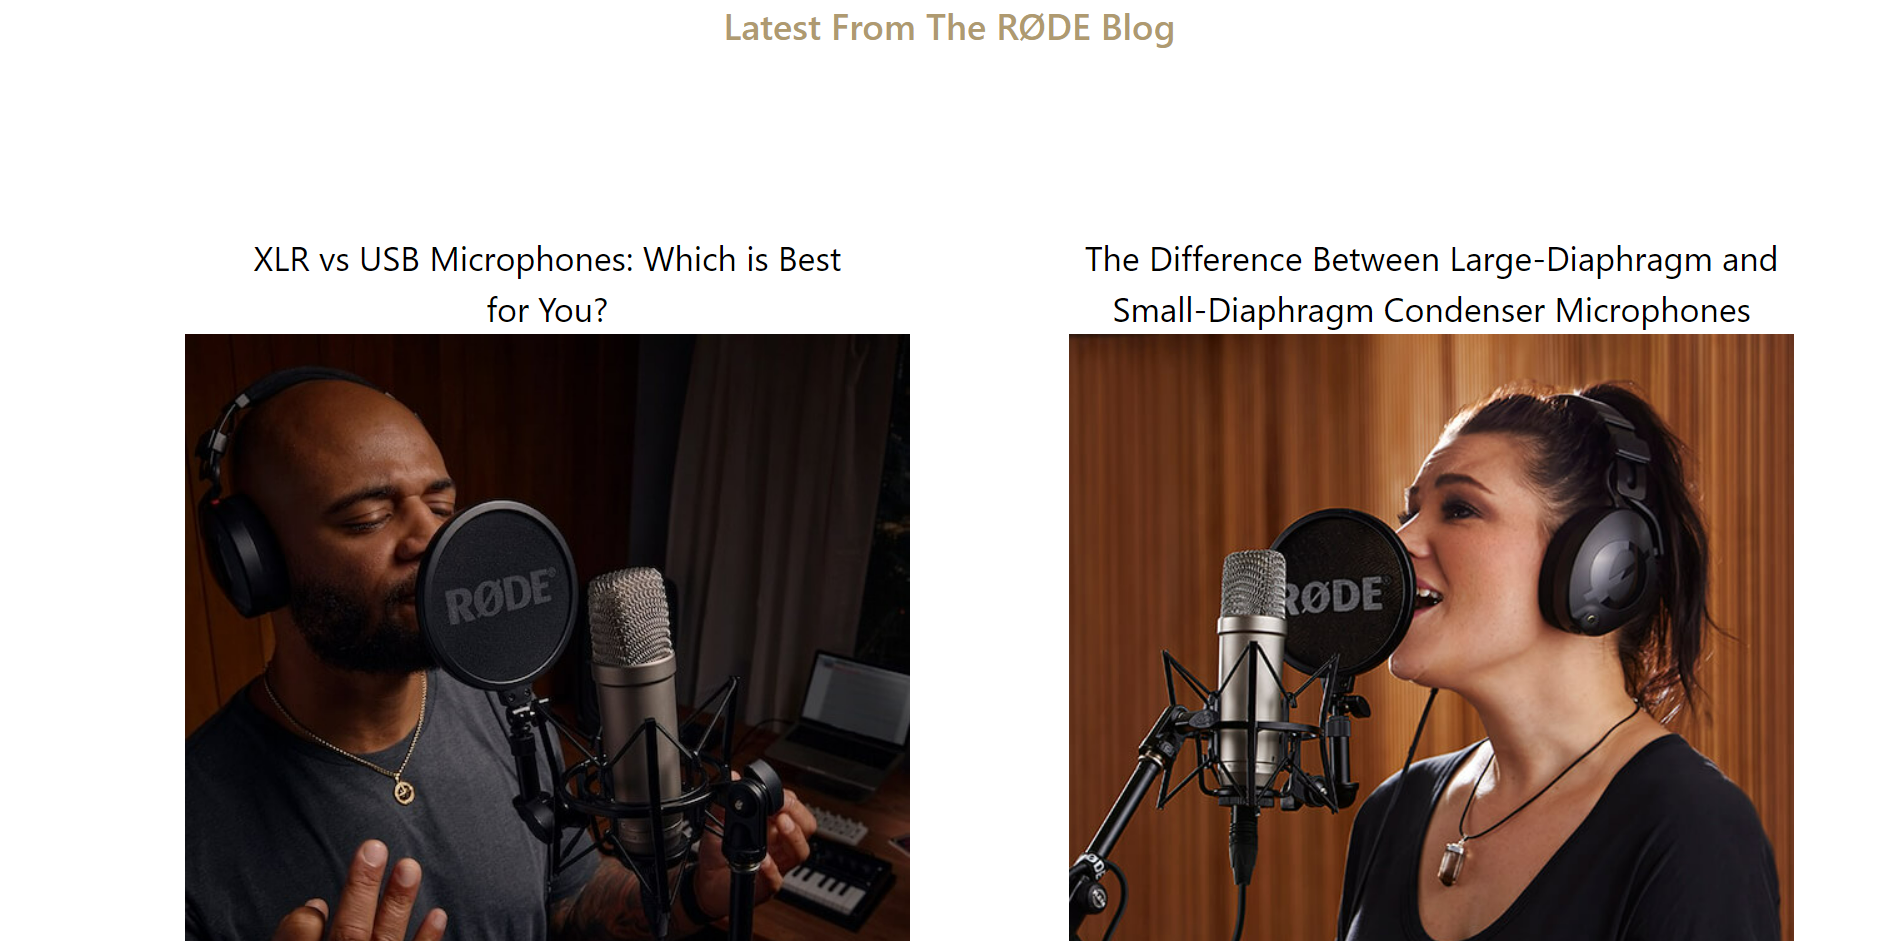 Latest From The RØDE Blog
XLR vs USB Microphones: Which is Best
for You?
The Difference Between Large-Diaphragm and
Small-Diaphragm Condenser Microphones
RØDE®
RØDE
RØDE